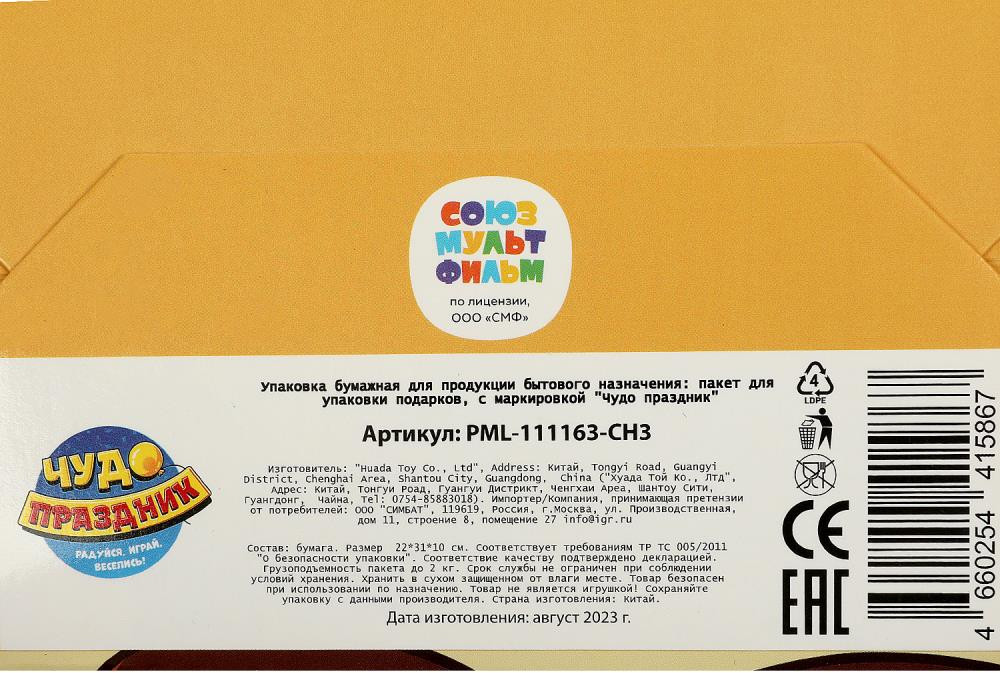 СОЮЗ
МУЛЬТ
ФИЛЬМ
по лицензии,
ООО «СМФ»
Упаковка бумажная для продукции бытового назначения: пакет для
упаковки подарков, с маркировкой "Чудо праздник"
Артикул: PML-111163-CH3
Изготовитель: "Huada Toy Co., Ltd", Address: Китай, Tongyi Road, Guangyi
District, Chenghai Area, Shantou City, Guangdong, China ("Хуада Той Ко., Лтд",
Адрес: Китай, Тонгуи Роад, Гуангуи Дистрикт, Ченгхаи Ареа, Шантоу Сити,
Гуангдонг, Чайна, Tel: 0754-85883018). Импортер/Компания, принимающая претензии
от потребителей: ООО "СИМБАТ", 119619, Россия, г.Москва, ул. Производственная,
дом 11, строение 8, помещение 27 info@igr.ru
Состав: бумага. Размер 22*31*10 см. Соответствует требованиям ТР ТС 005/2011
"О безопасности упаковки". Соответствие качеству подтверждено декларацией.
Грузоподъемность пакета до 2 кг. Срок службы не ограничен при соблюдении
условий хранения. Хранить в сухом защищенном от влаги месте. Товар безопасен
при использовании по назначению. Товар не является игрушкой! Сохраняйте
упаковку с данными производителя. Страна изготовления: Китай.
Дата изготовления: август 2023 г.
ЧУДО
ПРАЗДНИК
РАДУЙСЯ, ИГРАЙ,
ВЕСЕЛИСЬ!
4
LDPE
CE
EAC
4 660254 415867